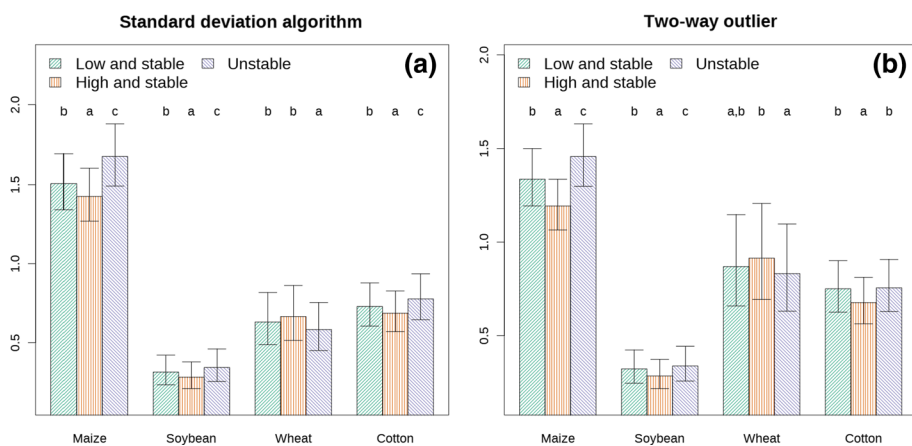 Standard deviation algorithm
Low and stable
Unstable
High and stable
(a)
b a c b a c b b a b a c
2.0
1.5
1.0
0.5
Maize Soybean Wheat Cotton
Two-way outlier
Low and stable
Unstable
High and stable
(b)
b a c b a c a,b b a b a b
2.0
1.5
1.0
0.5
Maize Soybean Wheat Cotton